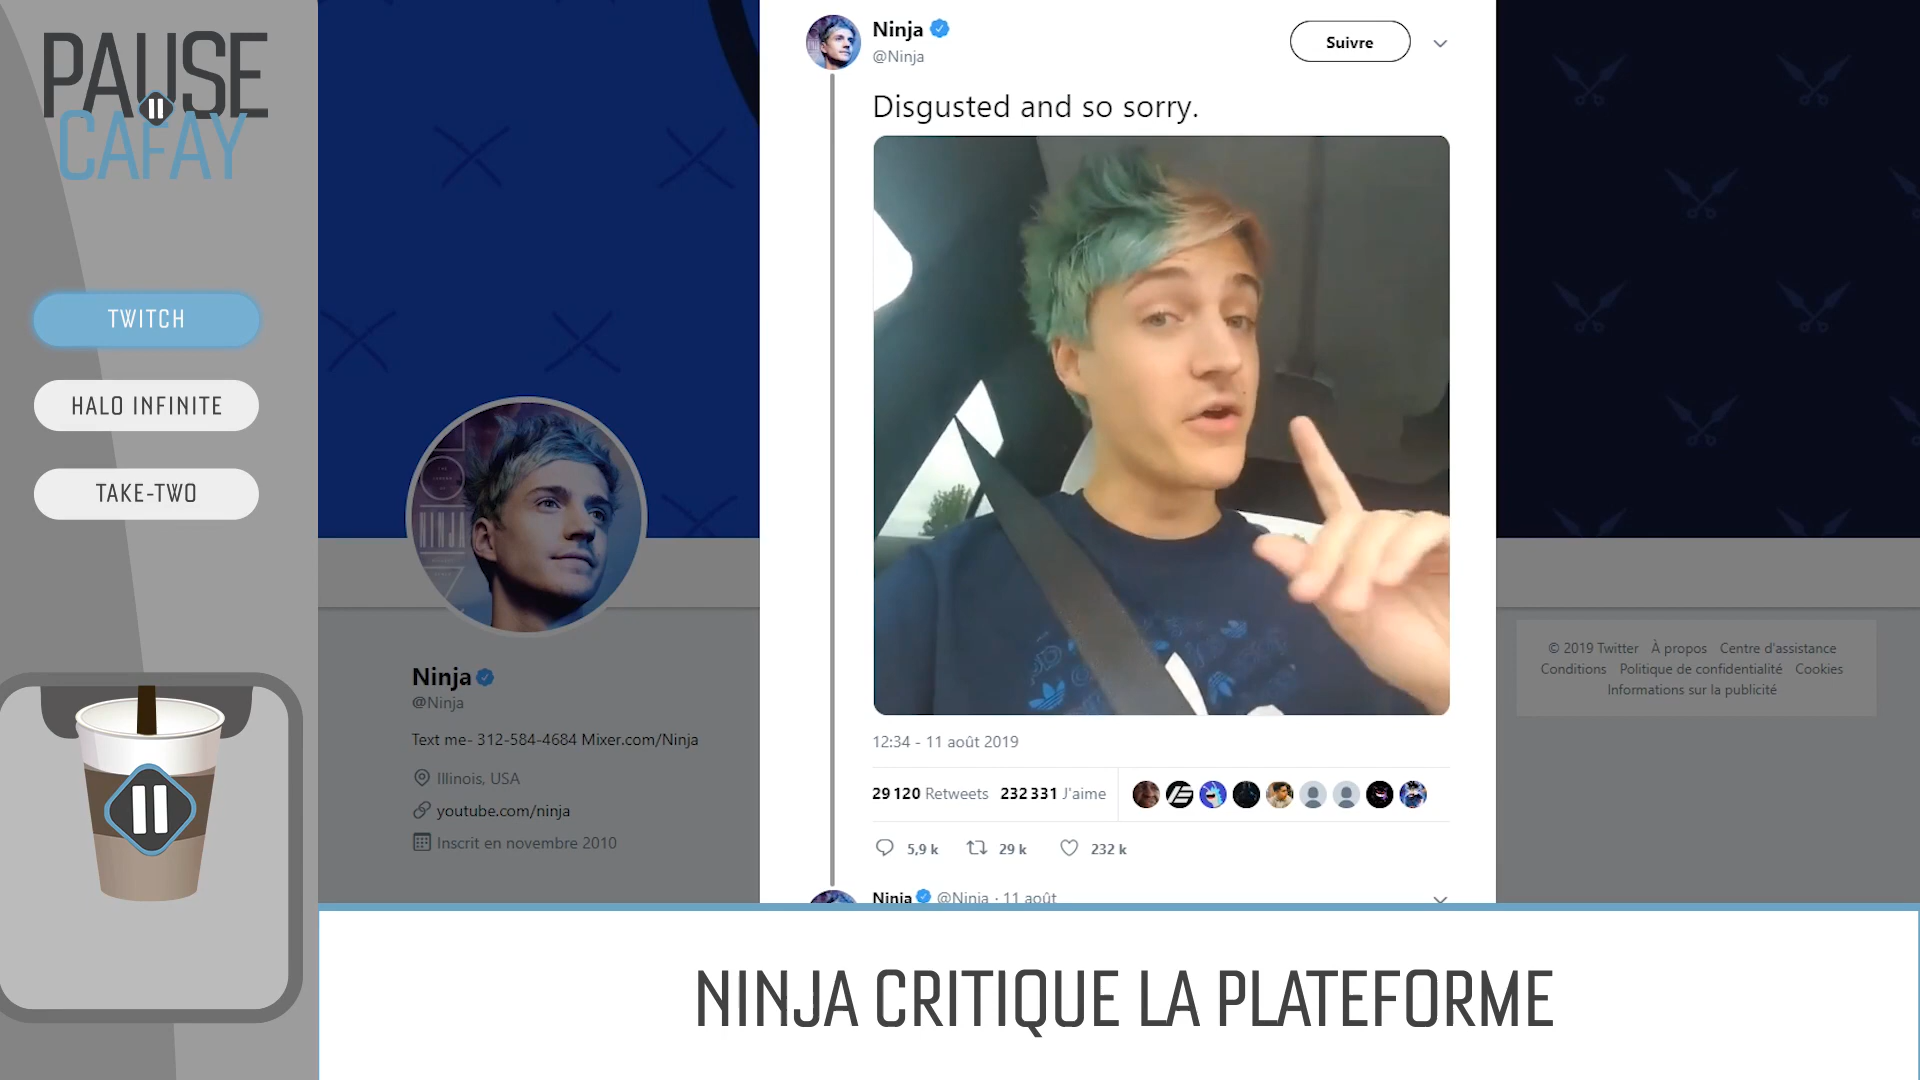 PAUSE
CAFAY
TWITCH
HALO INFINITE
TAKE-TWO
Ninja
@Ninja
Text me- 312-584-4684 Mixer.com/Ninja
Illinois, USA
youtube.com/ninja
Inscrit en novembre 2010
Ninja
@Ninja
Suivre
Disgusted and so sorry.
12:34 - 11 août 2019
29 120 Retweets 232 331 J'aime
5,9 k 29 k 232 k
Ninja @Ninja · 11 août
© 2019 Twitter À propos Centre d'assistance
Conditions Politique de confidentialité Cookies
Informations sur la publicité
NINJA CRITIQUE LA PLATEFORME